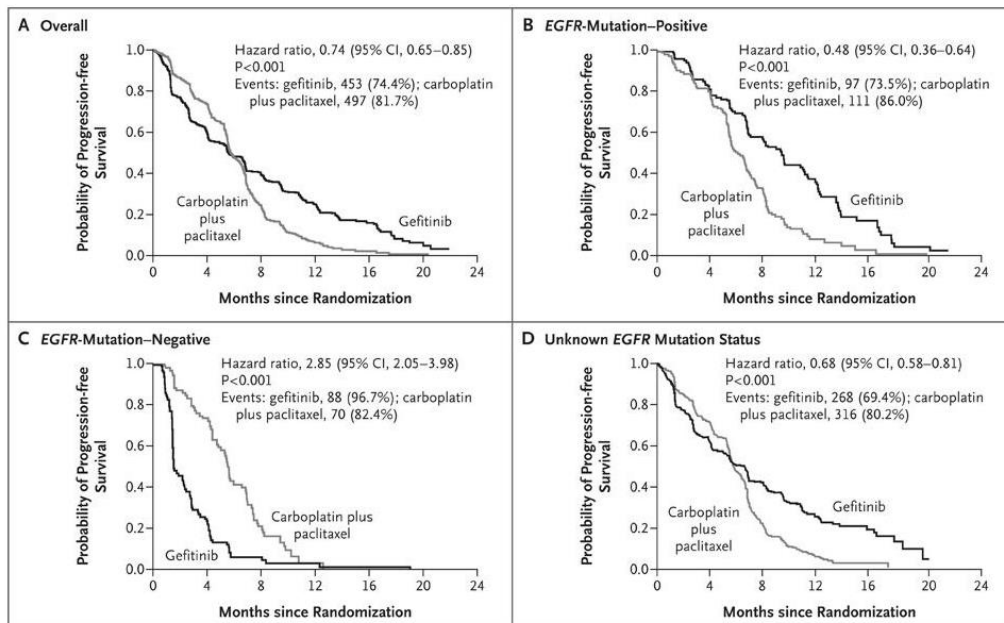 A Overall
Hazard ratio, 0.74 (95% CI, 0.65–0.85)
P<0.001
Events: gefitinib, 453 (74.4%); carboplatin
plus paclitaxel, 497 (81.7%)
Probability of Progression-free
Survival
1.0
0.8
0.6
0.4
0.2
0.0
Carboplatin
plus
paclitaxel
Gefitinib
0 4 8 12 16 20 24
Months since Randomization
B EGFR-Mutation–Positive
Hazard ratio, 0.48 (95% CI, 0.36–0.64)
P<0.001
Events: gefitinib, 97 (73.5%); carboplatin
plus paclitaxel, 111 (86.0%)
Probability of Progression-free
Survival
1.0
0.8
0.6
0.4
0.2
0.0
Carboplatin
plus
paclitaxel
Gefitinib
0 4 8 12 16 20 24
Months since Randomization
C EGFR-Mutation–Negative
Hazard ratio, 2.85 (95% CI, 2.05–3.98)
P<0.001
Events: gefitinib, 88 (96.7%); carboplatin
plus paclitaxel, 70 (82.4%)
Probability of Progression-free
Survival
1.0
0.8
0.6
0.4
0.2
0.0
Carboplatin plus
paclitaxel
Gefitinib
0 4 8 12 16 20 24
Months since Randomization
D Unknown EGFR Mutation Status
Hazard ratio, 0.68 (95% CI, 0.58–0.81)
P<0.001
Events: gefitinib, 268 (69.4%); carboplatin
plus paclitaxel, 316 (80.2%)
Probability of Progression-free
Survival
1.0
0.8
0.6
0.4
0.2
0.0
Gefitinib
Carboplatin
plus
paclitaxel
0 4 8 12 16 20 24
Months since Randomization